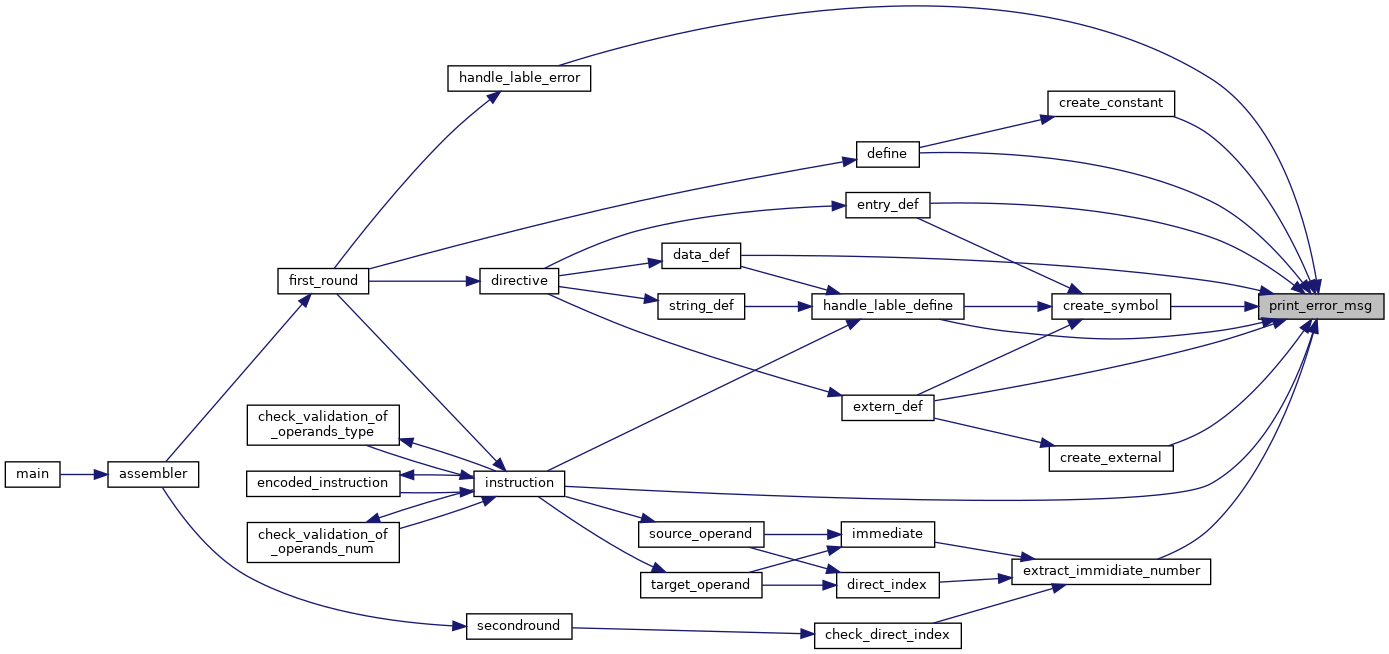 handle_lable_error
create_constant
define
entry_def
data_def
first_round
directive
string_def
handle_lable_define
create_symbol
print_error_msg
extern_def
check_validation_of
_operands_type
create_external
main
assembler
encoded_instruction
instruction
check_validation_of
_operands_num
source_operand
immediate
extract_immidiate_number
target_operand
direct_index
secondround
check_direct_index